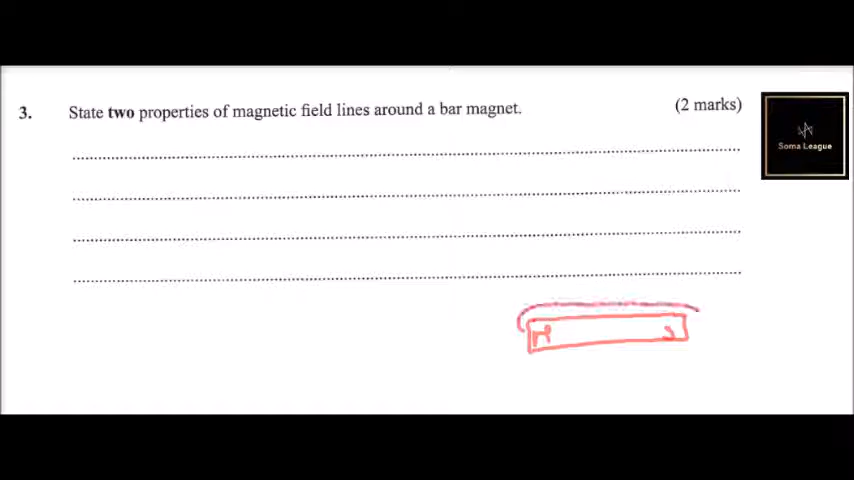 3. State two properties of magnetic field lines around a bar magnet. (2 marks)
Soma League
N S